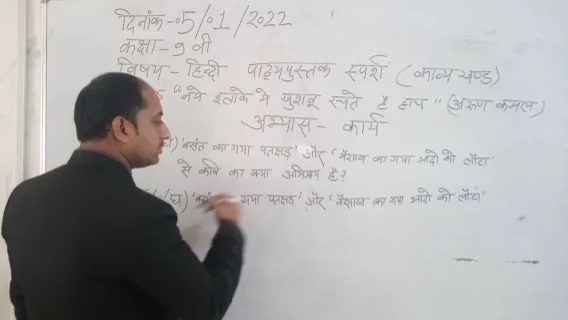 दिनांक-05/01/2022
कक्षा-9 वी
विषय - हिन्दी पाठ्यपुस्तक स्पर्श (काव्य खण्ड)
"नये इलाके मे खुशबू रचते है हाथ" (अरुण कमल)
अभ्यास - कार्य
'बसंत का गया पतझड़' और 'बैशाख का गया भादो को लौटा'
से कवि का क्या अभिप्राय है?
का गया पतझड़' और 'बैशाख का गया भादो को लौटा'